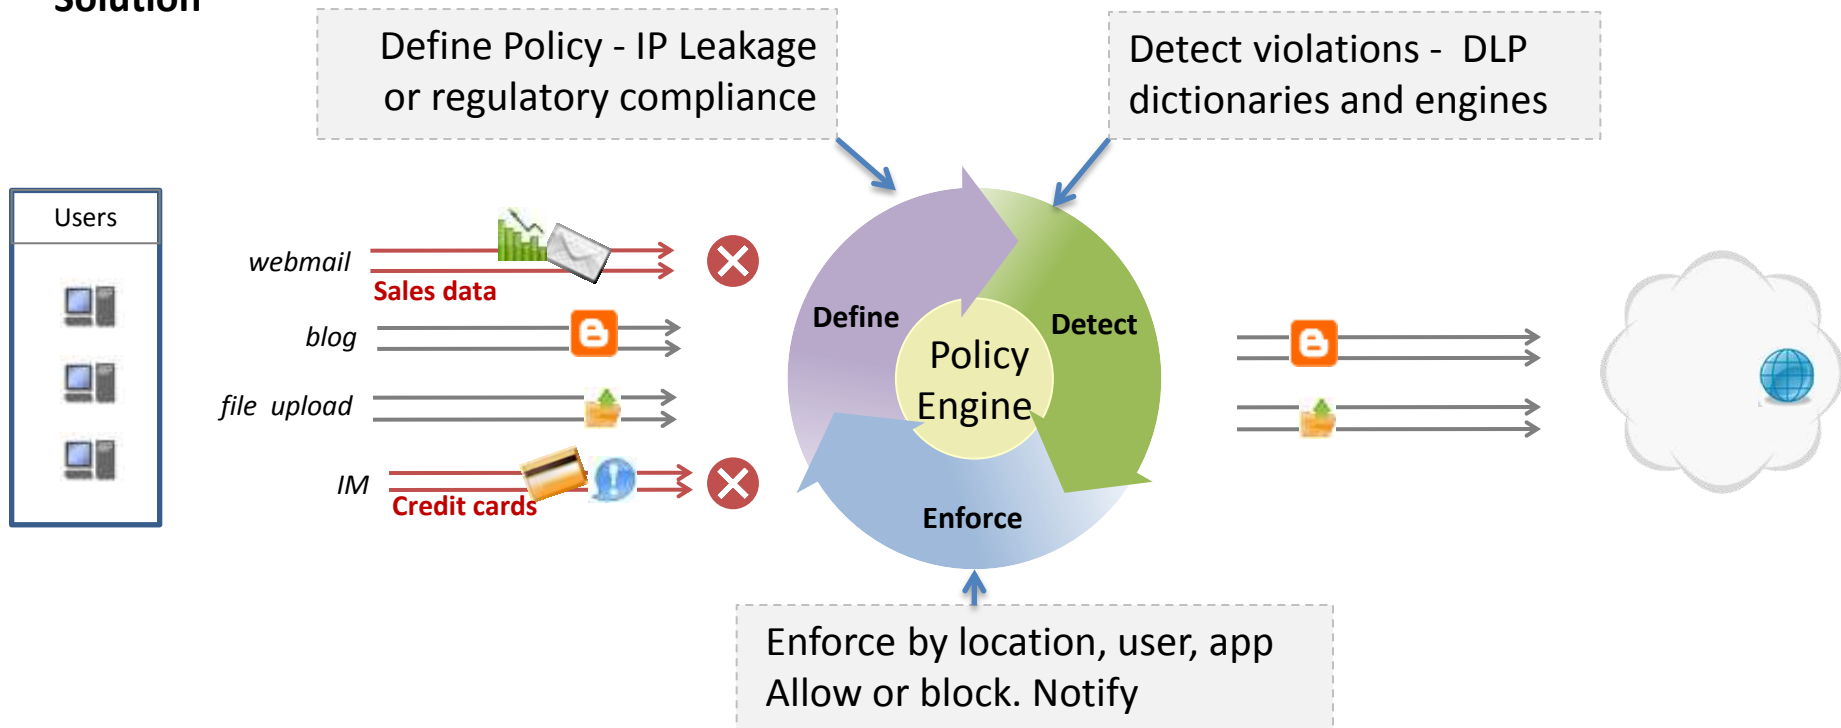 Solution
Define Policy - IP Leakage
or regulatory compliance
Detect violations - DLP
dictionaries and engines
Users
webmail
Sales data
blog
file upload
IM
Credit cards
Define
Detect
Policy
Engine
Enforce
Enforce by location, user, app
Allow or block. Notify